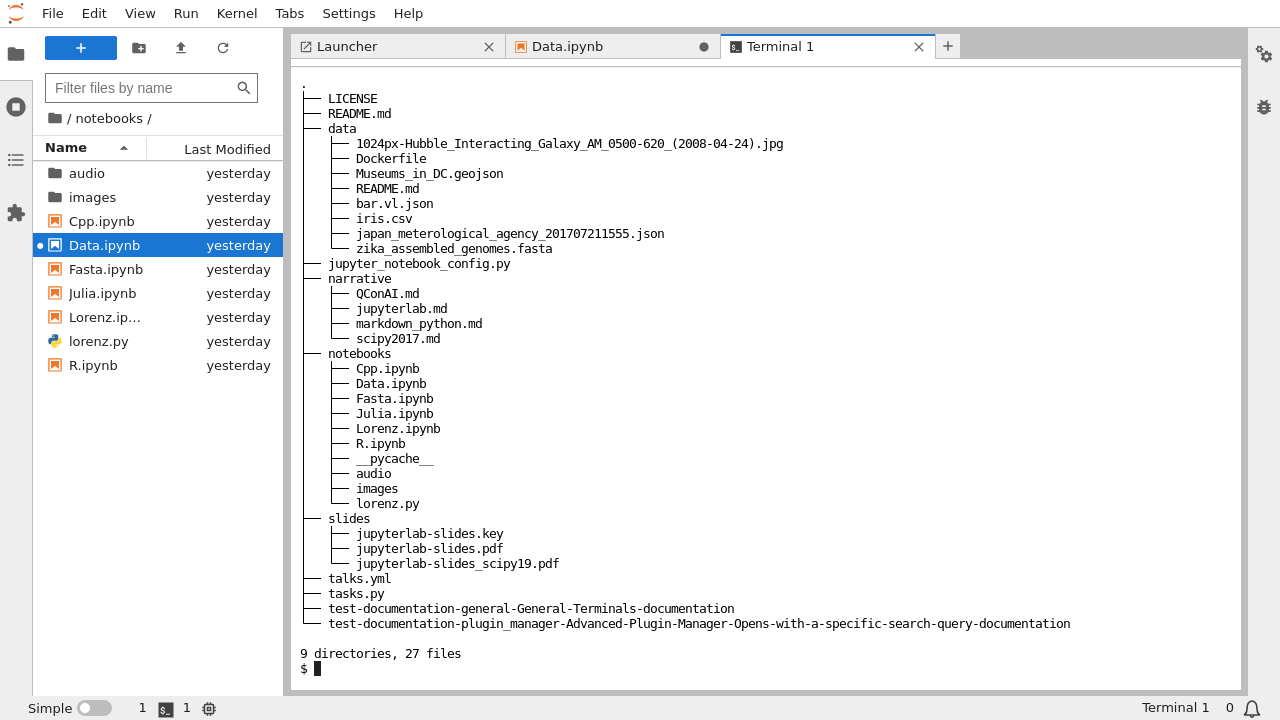 File Edit View Run Kernel Tabs Settings Help
Launcher
Data.ipynb
Terminal 1
Filter files by name
/ notebooks /
Name Last Modified
audio yesterday
images yesterday
Cpp.ipynb yesterday
Data.ipynb yesterday
Fasta.ipynb yesterday
Julia.ipynb yesterday
Lorenz.ip... yesterday
lorenz.py yesterday
R.ipynb yesterday
.
├── LICENSE
├── README.md
├── data
│   ├── 1024px-Hubble_Interacting_Galaxy_AM_0500-620_(2008-04-24).jpg
│   ├── Dockerfile
│   ├── Museums_in_DC.geojson
│   ├── README.md
│   ├── bar.vl.json
│   ├── iris.csv
│   ├── japan_meterological_agency_201707211555.json
│   └── zika_assembled_genomes.fasta
├── jupyter_notebook_config.py
├── narrative
│   ├── QConAI.md
│   ├── jupyterlab.md
│   ├── markdown_python.md
│   └── scipy2017.md
├── notebooks
│   ├── Cpp.ipynb
│   ├── Data.ipynb
│   ├── Fasta.ipynb
│   ├── Julia.ipynb
│   ├── Lorenz.ipynb
│   ├── R.ipynb
│   ├── __pycache__
│   ├── audio
│   ├── images
│   └── lorenz.py
├── slides
│   ├── jupyterlab-slides.key
│   ├── jupyterlab-slides.pdf
│   └── jupyterlab-slides_scipy19.pdf
├── talks.yml
├── tasks.py
├── test-documentation-general-General-Terminals-documentation
└── test-documentation-plugin_manager-Advanced-Plugin-Manager-Opens-with-a-specific-search-query-documentation
9 directories, 27 files
$
Simple 1 $_ 1 Terminal 1 0